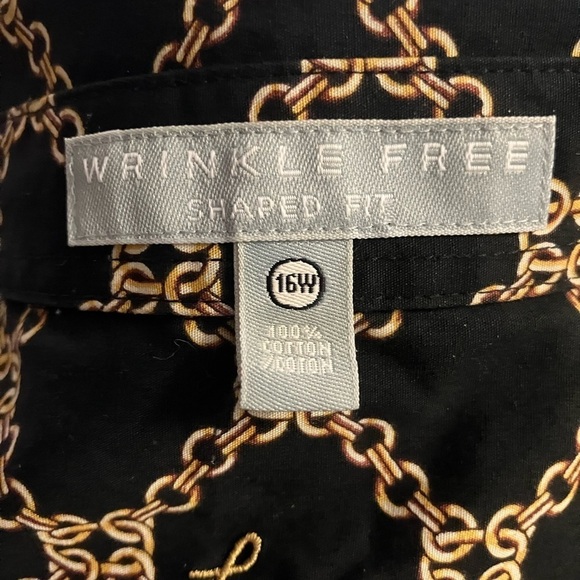 WRINKLE FREE
SHAPED FIT
16W
100%
COTTON
/COTON